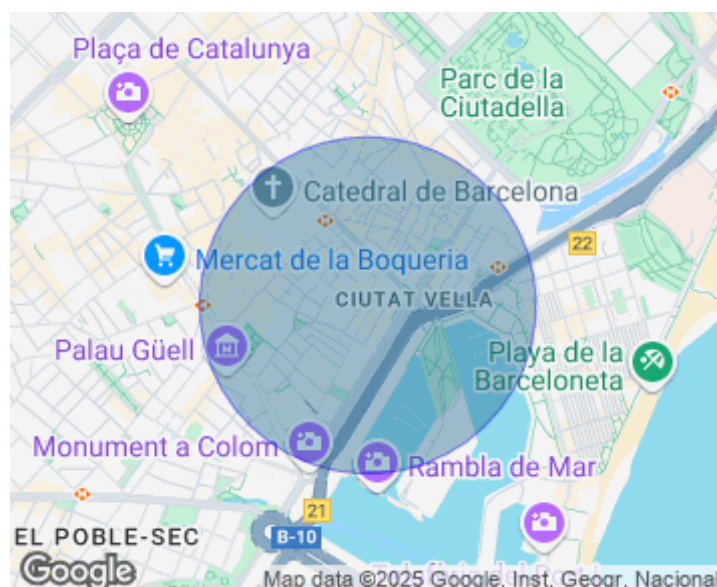 Plaça de Catalunya
Parc de la
Ciutadella
Catedral de Barcelona
22
Mercat de la Boqueria
CIUTAT VELLA
Palau Güell
Playa de la
Barceloneta
Monument a Colom
Rambla de Mar
21
EL POBLE-SEC
B-10
Google
Map data ©2025 Google, Inst. Geogr. Nacional